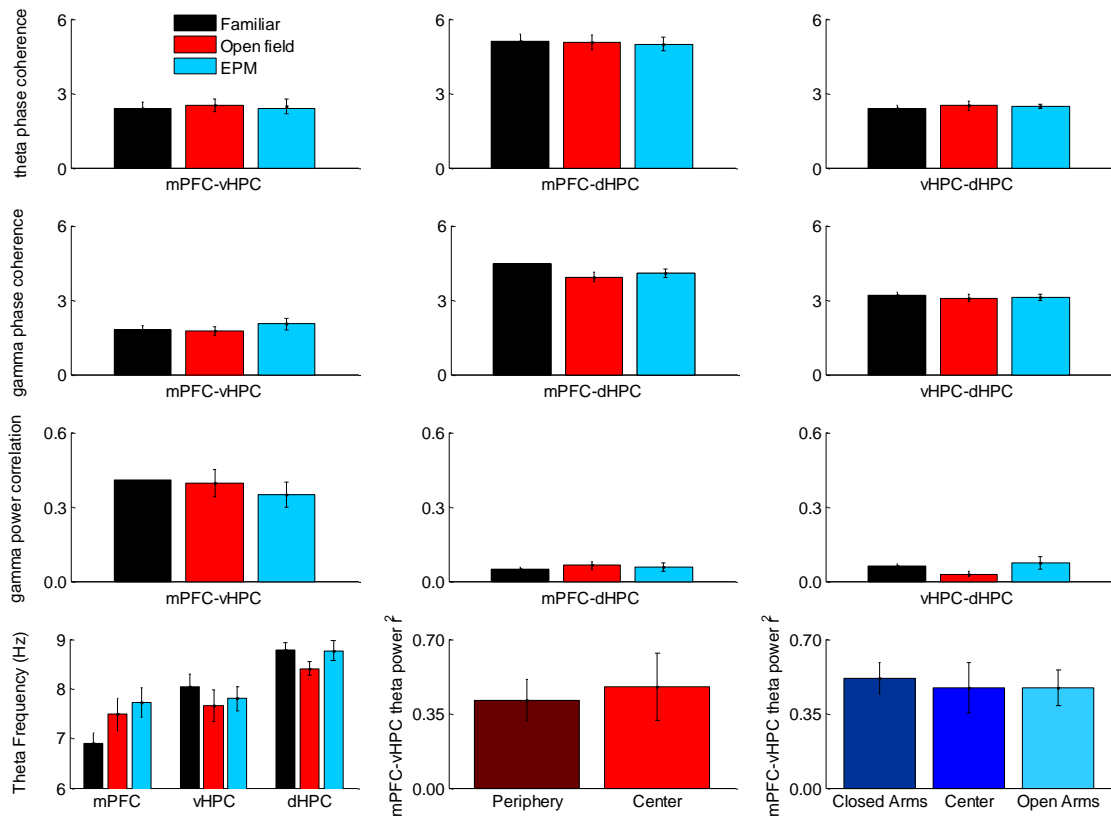 Familiar
Open field
EPM
theta phase coherence
6
3
0
mPFC-vHPC
6
3
0
mPFC-dHPC
6
3
0
vHPC-dHPC
gamma phase coherence
6
3
0
mPFC-vHPC
6
3
0
mPFC-dHPC
6
3
0
vHPC-dHPC
gamma power correlation
0.6
0.3
0.0
mPFC-vHPC
0.6
0.3
0.0
mPFC-dHPC
0.6
0.3
0.0
vHPC-dHPC
Theta Frequency (Hz)
9
8
7
6
mPFC vHPC dHPC
mPFC-vHPC theta power r²
0.70
0.35
0.00
Periphery Center
mPFC-vHPC theta power r²
0.70
0.35
0.00
Closed Arms Center Open Arms